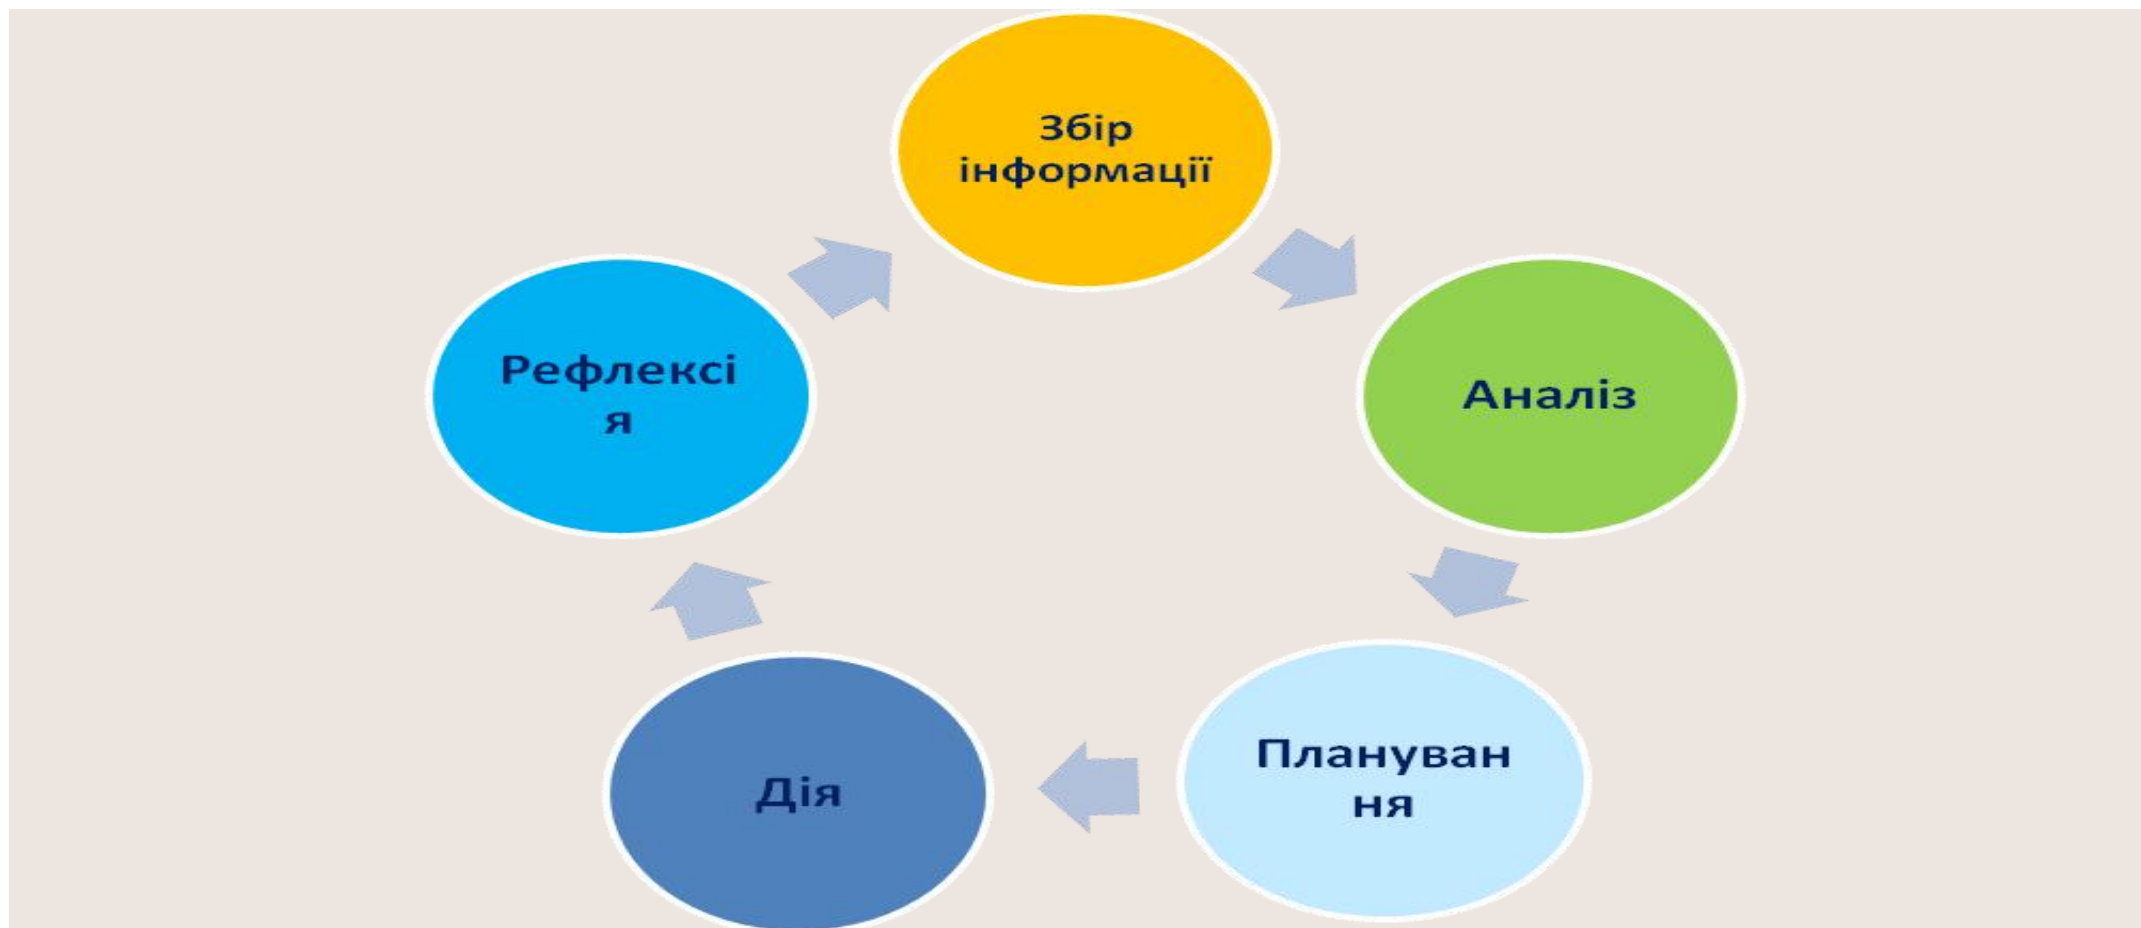 Збір
інформації
Аналіз
Плануван
ня
Дія
Рефлексі
я